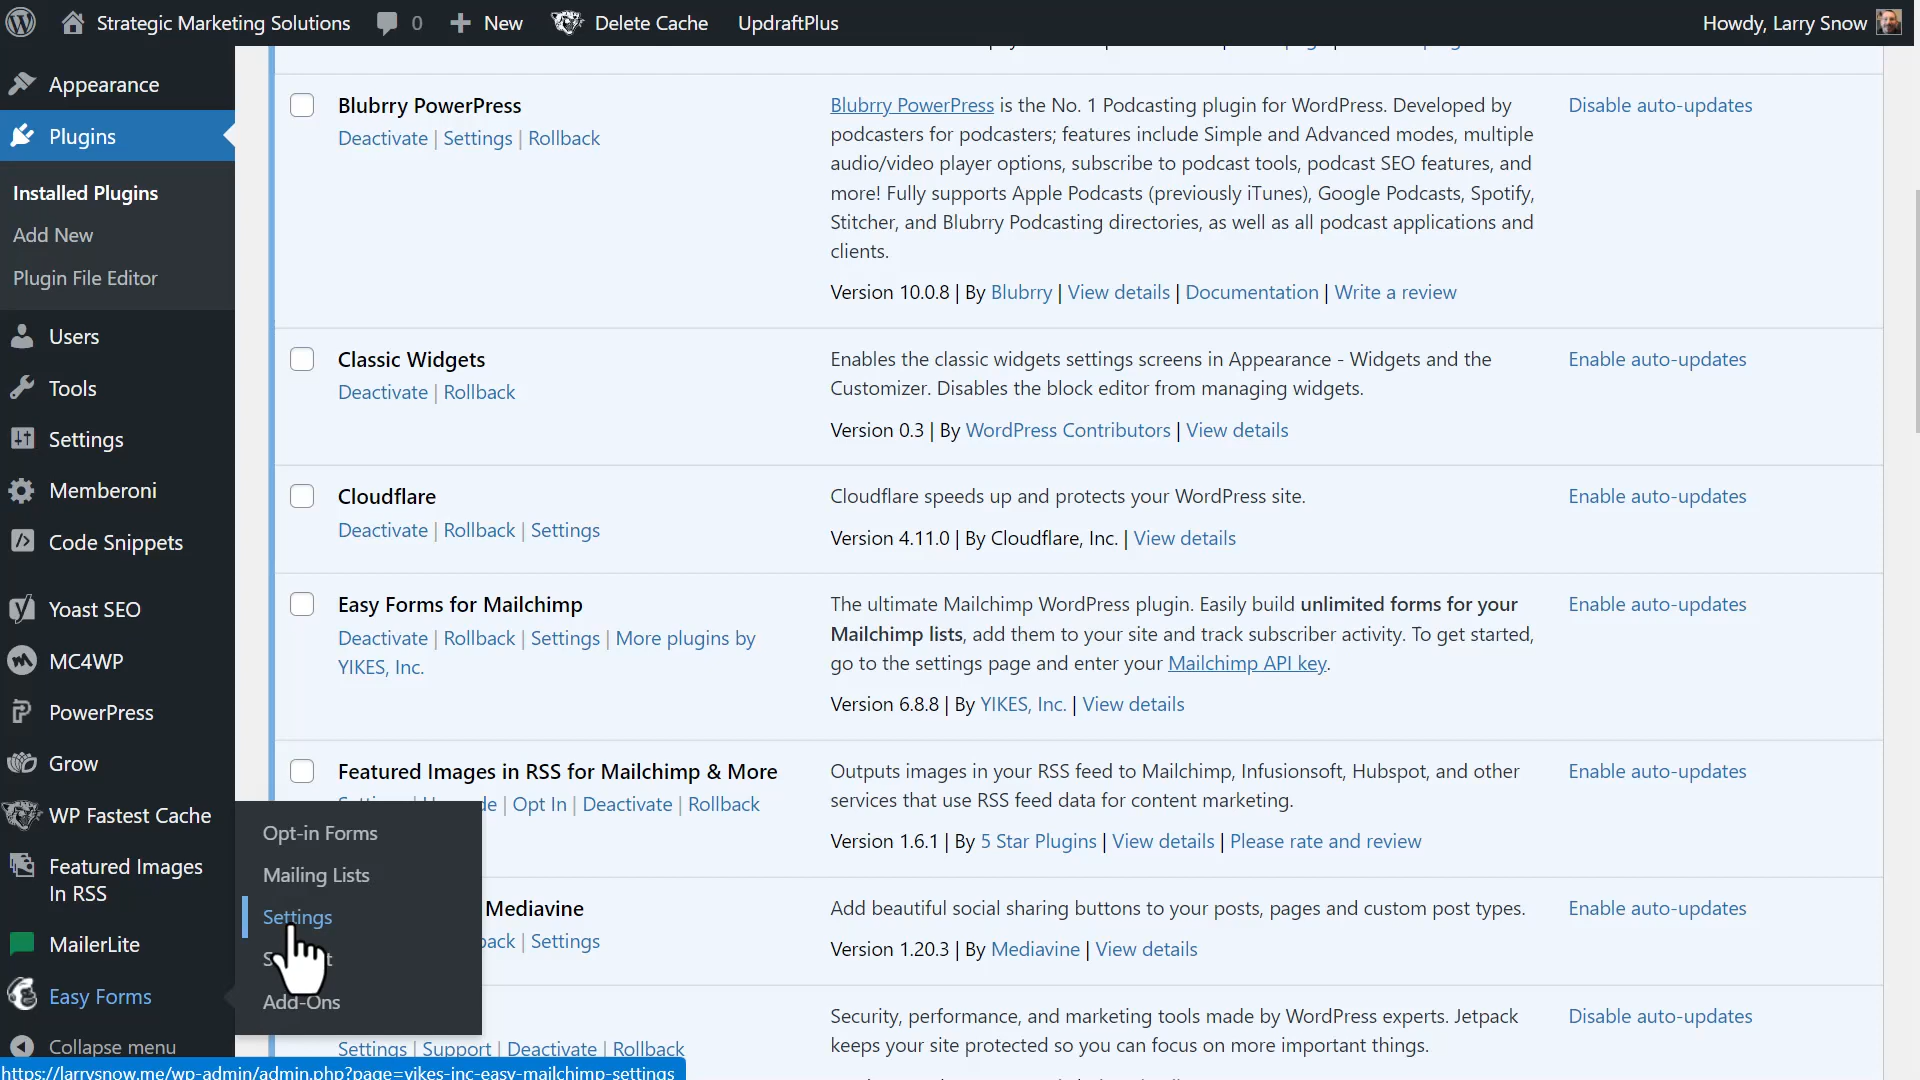 Strategic Marketing Solutions 0 New Delete Cache UpdraftPlus Howdy, Larry Snow
Appearance
Plugins
Installed Plugins
Add New
Plugin File Editor
Users
Tools
Settings
Memberoni
Code Snippets
Yoast SEO
MC4WP
PowerPress
Grow
WP Fastest Cache
Featured Images
In RSS
MailerLite
Easy Forms
Collapse menu
Opt-in Forms
Mailing Lists
Settings
Add-Ons
Blubrry PowerPress
Deactivate | Settings | Rollback
Blubrry PowerPress is the No. 1 Podcasting plugin for WordPress. Developed by
podcasters for podcasters; features include Simple and Advanced modes, multiple
audio/video player options, subscribe to podcast tools, podcast SEO features, and
more! Fully supports Apple Podcasts (previously iTunes), Google Podcasts, Spotify,
Stitcher, and Blubrry Podcasting directories, as well as all podcast applications and
clients.
Version 10.0.8 | By Blubrry | View details | Documentation | Write a review
Disable auto-updates
Classic Widgets
Deactivate | Rollback
Enables the classic widgets settings screens in Appearance - Widgets and the
Customizer. Disables the block editor from managing widgets.
Version 0.3 | By WordPress Contributors | View details
Enable auto-updates
Cloudflare
Deactivate | Rollback | Settings
Cloudflare speeds up and protects your WordPress site.
Version 4.11.0 | By Cloudflare, Inc. | View details
Enable auto-updates
Easy Forms for Mailchimp
Deactivate | Rollback | Settings | More plugins by
YIKES, Inc.
The ultimate Mailchimp WordPress plugin. Easily build unlimited forms for your
Mailchimp lists, add them to your site and track subscriber activity. To get started,
go to the settings page and enter your Mailchimp API key.
Version 6.8.8 | By YIKES, Inc. | View details
Enable auto-updates
Featured Images in RSS for Mailchimp & More
| Opt In | Deactivate | Rollback
Outputs images in your RSS feed to Mailchimp, Infusionsoft, Hubspot, and other
services that use RSS feed data for content marketing.
Version 1.6.1 | By 5 Star Plugins | View details | Please rate and review
Enable auto-updates
Mediavine
| Settings
Add beautiful social sharing buttons to your posts, pages and custom post types.
Version 1.20.3 | By Mediavine | View details
Enable auto-updates
Settings | Support | Deactivate | Rollback
Security, performance, and marketing tools made by WordPress experts. Jetpack
keeps your site protected so you can focus on more important things.
Disable auto-updates
https://larrysnow.me/wp-admin/admin.php?page=yikes-inc-easy-mailchimp-settings